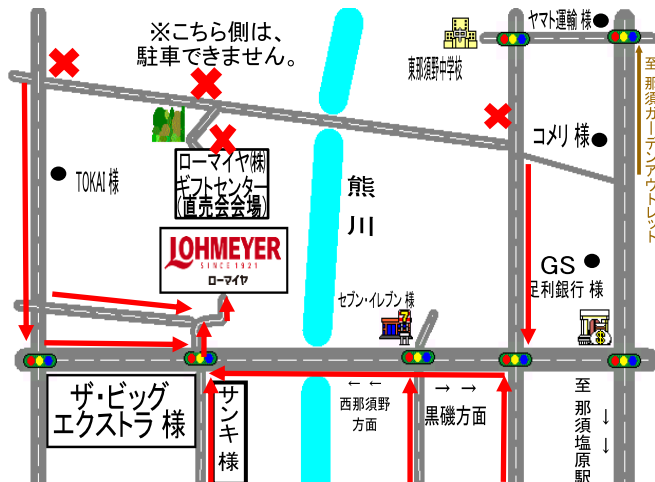 ※こちら側は、
駐車できません。
ヤマト運輸 様
東那須野中学校
至 那須ガーデンアウトレット
コメリ 様
TOKAI 様
ローマイヤ㈱
ギフトセンター
(直売会会場)
熊川
LOHMEYER
SINCE 1921
ローマイヤ
GS
足利銀行 様
セブン・イレブン 様
7
ザ・ビッグ
エクストラ 様
サンキ 様
← ←
西那須野
方面
→ →
黒磯方面
至 那須塩原駅
↓ ↓